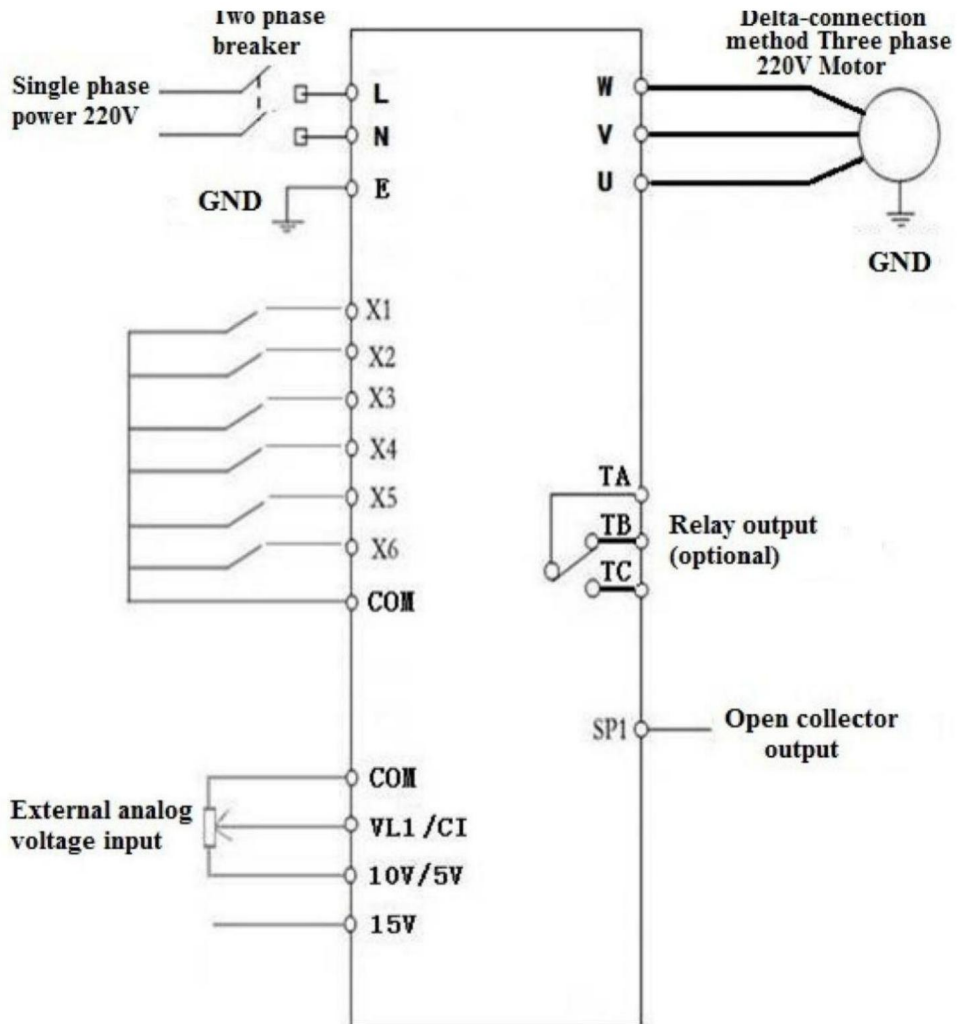 Two phase
breaker
Single phase
power 220V
L
N
E
GND
X1
X2
X3
X4
X5
X6
COM
COM
External analog
voltage input
VL1/CI
10V/5V
15V
Delta-connection
method Three phase
220V Motor
W
V
U
GND
TA
TB
TC
Relay output
(optional)
SP1
Open collector
output